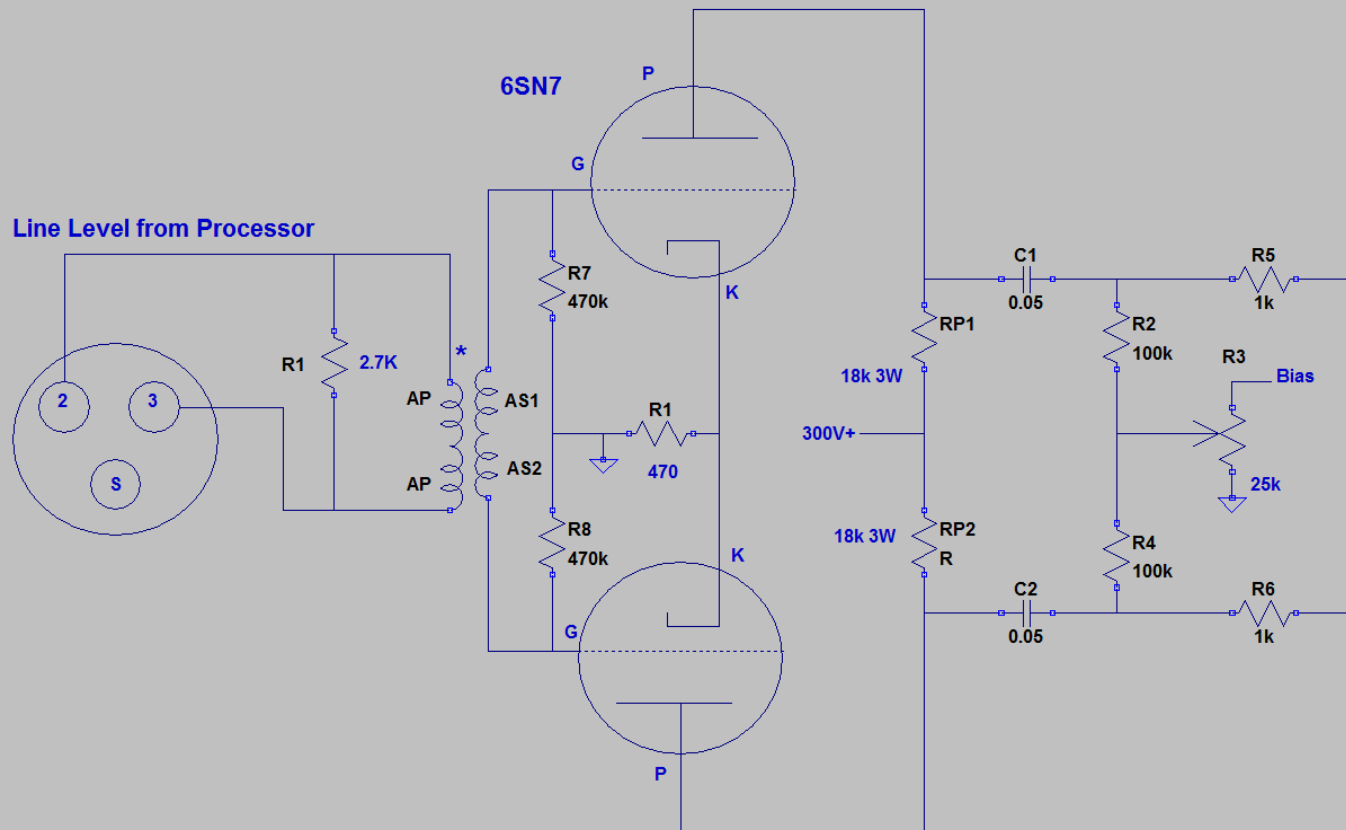 6SN7
P
G
Line Level from Processor
K
R7
470k
C1
0.05
R5
1k
RP1
18k 3W
R2
100k
R3
Bias
R1
2.7K
*
AP
AS1
2
3
S
R1
470
300V+
25k
AP
AS2
R8
470k
18k 3W
RP2
R
R4
100k
K
G
C2
0.05
R6
1k
P